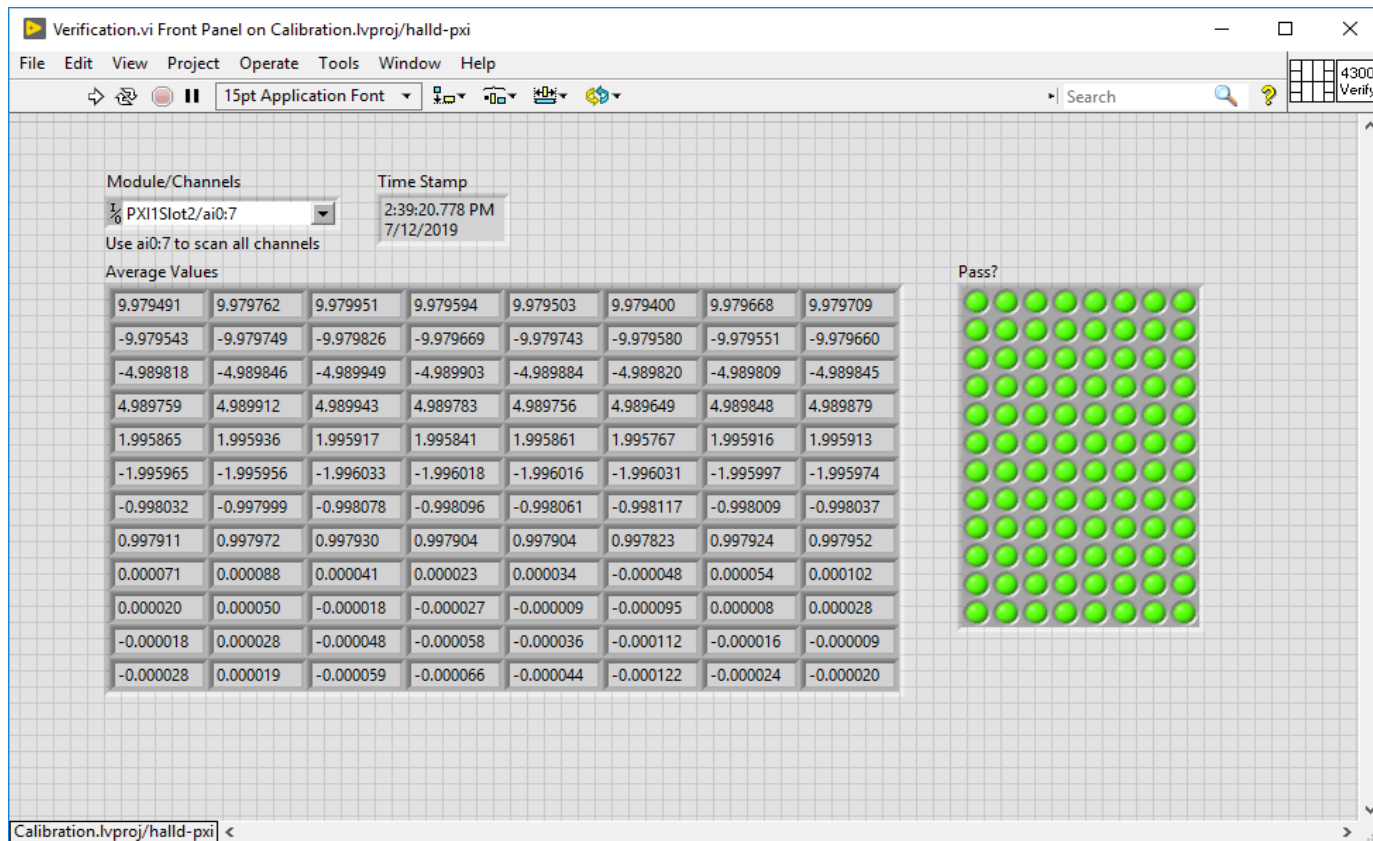 Verification.vi Front Panel on Calibration.lvproj/halld-pxi
File Edit View Project Operate Tools Window Help
15pt Application Font
Search
4300
Verify
Module/Channels
Time Stamp
PXI1Slot2/ai0:7
2:39:20.778 PM
7/12/2019
Use ai0:7 to scan all channels
Average Values
Pass?
9.979491 9.979762 9.979951 9.979594 9.979503 9.979400 9.979668 9.979709
-9.979543 -9.979749 -9.979826 -9.979669 -9.979743 -9.979580 -9.979551 -9.979660
-4.989818 -4.989846 -4.989949 -4.989903 -4.989884 -4.989820 -4.989809 -4.989845
4.989759 4.989912 4.989943 4.989783 4.989756 4.989649 4.989848 4.989879
1.995865 1.995936 1.995917 1.995841 1.995861 1.995767 1.995916 1.995913
-1.995965 -1.995956 -1.996033 -1.996018 -1.996016 -1.996031 -1.995997 -1.995974
-0.998032 -0.997999 -0.998078 -0.998096 -0.998061 -0.998117 -0.998009 -0.998037
0.997911 0.997972 0.997930 0.997904 0.997904 0.997823 0.997924 0.997952
0.000071 0.000088 0.000041 0.000023 0.000034 -0.000048 0.000054 0.000102
0.000020 0.000050 -0.000018 -0.000027 -0.000009 -0.000095 0.000008 0.000028
-0.000018 0.000028 -0.000048 -0.000058 -0.000036 -0.000112 -0.000016 -0.000009
-0.000028 0.000019 -0.000059 -0.000066 -0.000044 -0.000122 -0.000024 -0.000020
Calibration.lvproj/halld-pxi